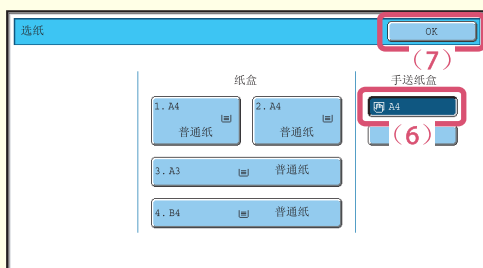 选纸
OK
(7)
纸盒
手送纸盒
1. A4
普通纸
2. A4
普通纸
A4
(6)
3. A3 普通纸
4. B4 普通纸